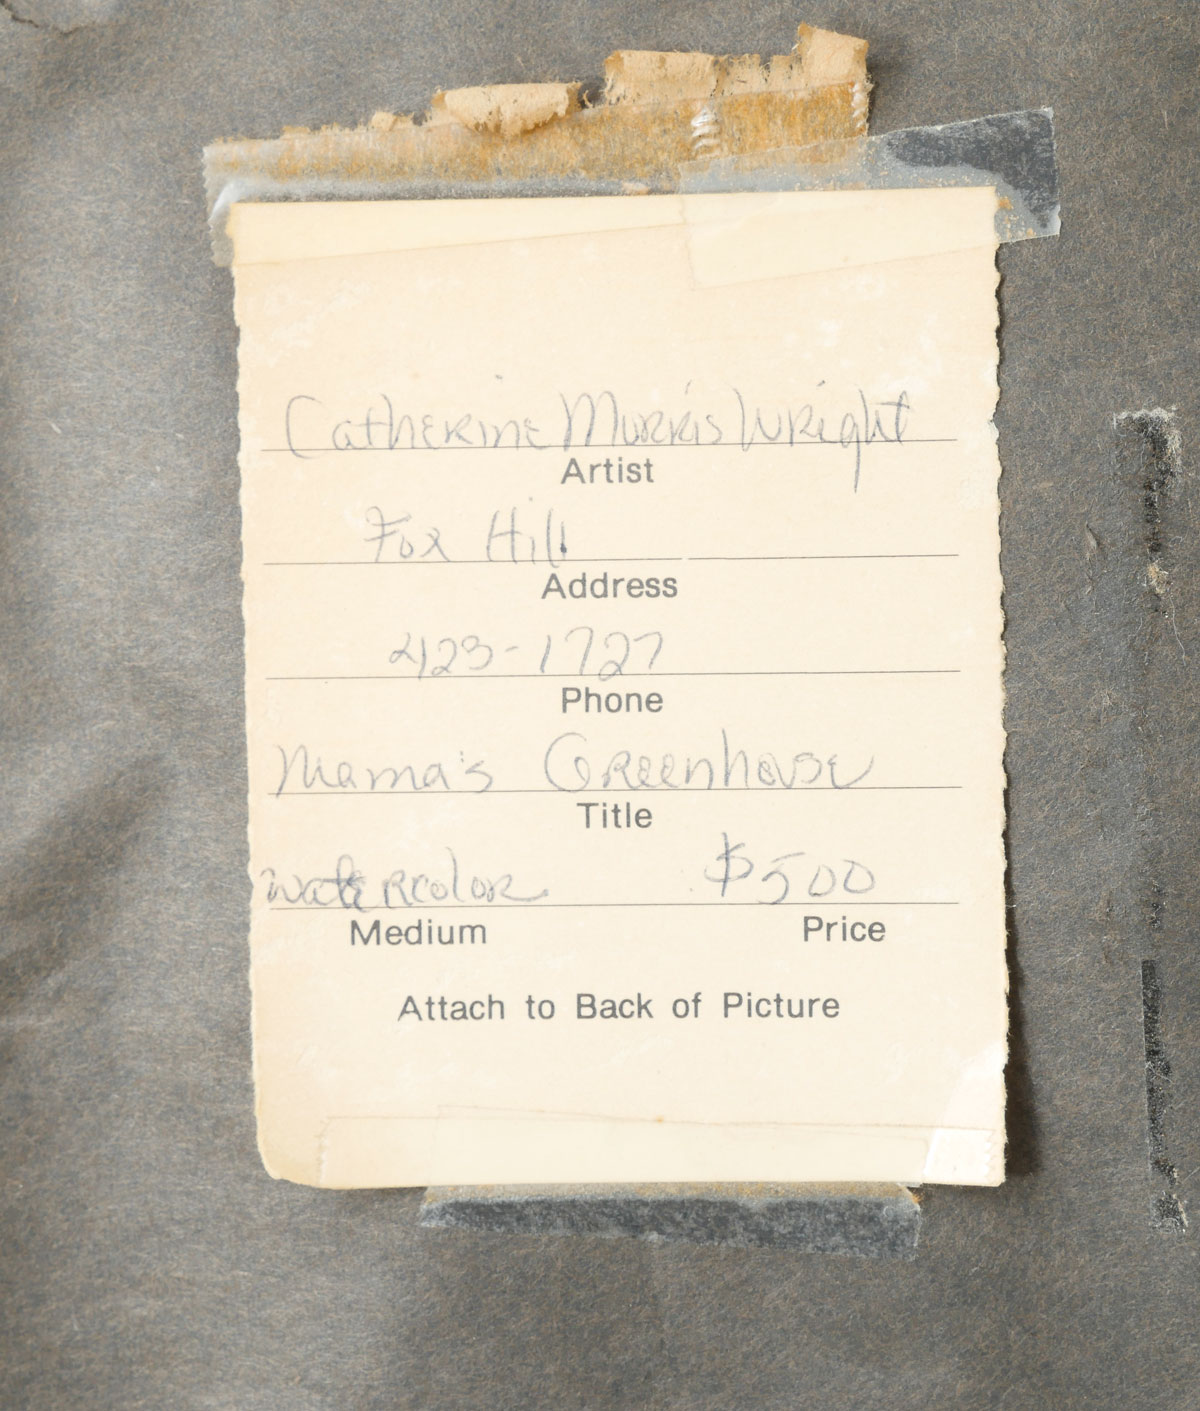 Catherine Morris Wright
Artist
Fox Hill
Address
423-1727
Phone
Mama's Greenhouse
Title
watercolor $500
Medium Price
Attach to Back of Picture